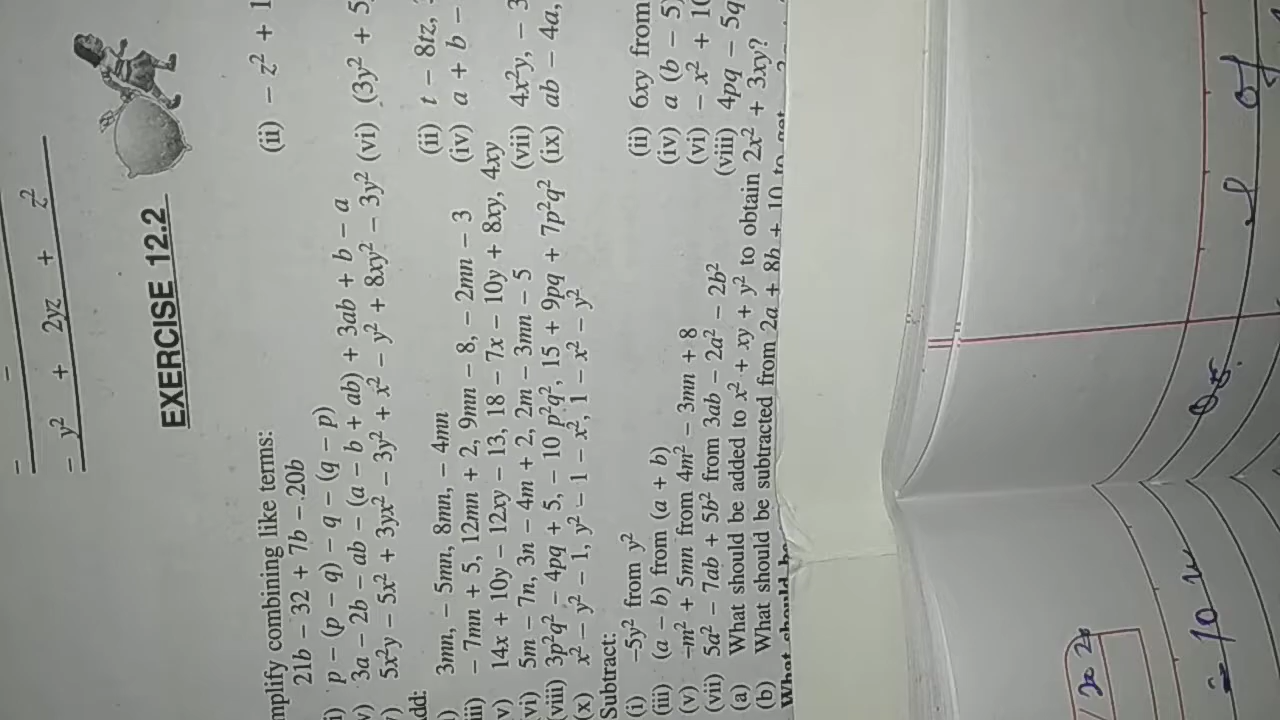 - y² + 2yz + z²
EXERCISE 12.2
mplify combining like terms:
21b – 32 + 7b – 20b (ii) – z² + 1
i) p – (p – q) – q – (q – p)
v) 3a – 2b – ab – (a – b + ab) + 3ab + b – a
v) 5x²y – 5x² + 3yx² – 3y² + x² – y² + 8xy² – 3y² (vi) (3y² + 5
dd:
) 3mn, – 5mn, 8mn, – 4mn (ii) t – 8tz,
ii) – 7mn + 5, 12mn + 2, 9mn – 8, – 2mn – 3 (iv) a + b –
v) 14x + 10y – 12xy – 13, 18 – 7x – 10y + 8xy, 4xy
vi) 5m – 7n, 3n – 4m + 2, 2m – 3mn – 5 (vii) 4x²y, – 3
(viii) 3p²q² – 4pq + 5, – 10 p²q², 15 + 9pq + 7p²q² (ix) ab – 4a,
(x) x² – y² – 1, y² – 1 – x², 1 – x² – y²
Subtract:
(i) –5y² from y² (ii) 6xy from
(iii) (a – b) from (a + b) (iv) a (b – 5)
(v) –m² + 5mn from 4m² – 3mn + 8 (vi) – x² + 10
(vii) 5a² – 7ab + 5b² from 3ab – 2a² – 2b² (viii) 4pq – 5q
(a) What should be added to x² + xy + y² to obtain 2x² + 3xy?
(b) What should be subtracted from 2a + 8b + 10 to get
What should be
of
= 10